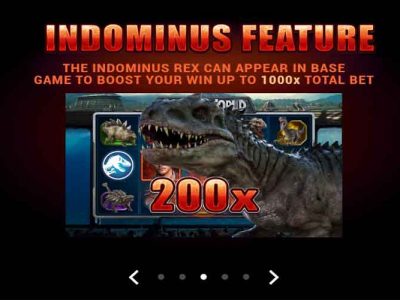 INDOMINUS FEATURE
THE INDOMINUS REX CAN APPEAR IN BASE
GAME TO BOOST YOUR WIN UP TO 1000x TOTAL BET
200x